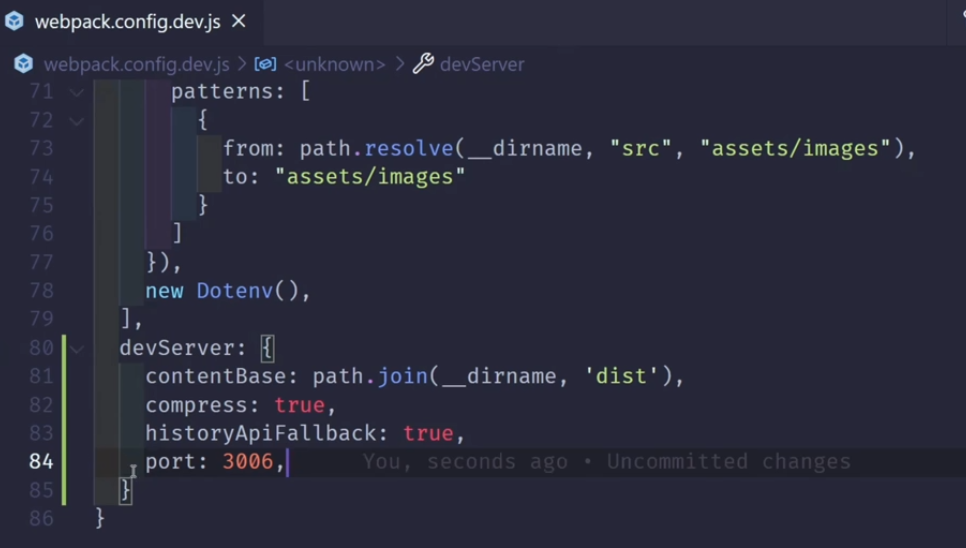 webpack.config.dev.js ×
webpack.config.dev.js > <unknown> > devServer
71 patterns: [
72 {
73 from: path.resolve(__dirname, "src", "assets/images"),
74 to: "assets/images"
75 }
76 ]
77 }),
78 new Dotenv(),
79 ],
80 devServer: {
81 contentBase: path.join(__dirname, 'dist'),
82 compress: true,
83 historyApiFallback: true,
84 port: 3006, You, seconds ago • Uncommitted changes
85 }
86 }